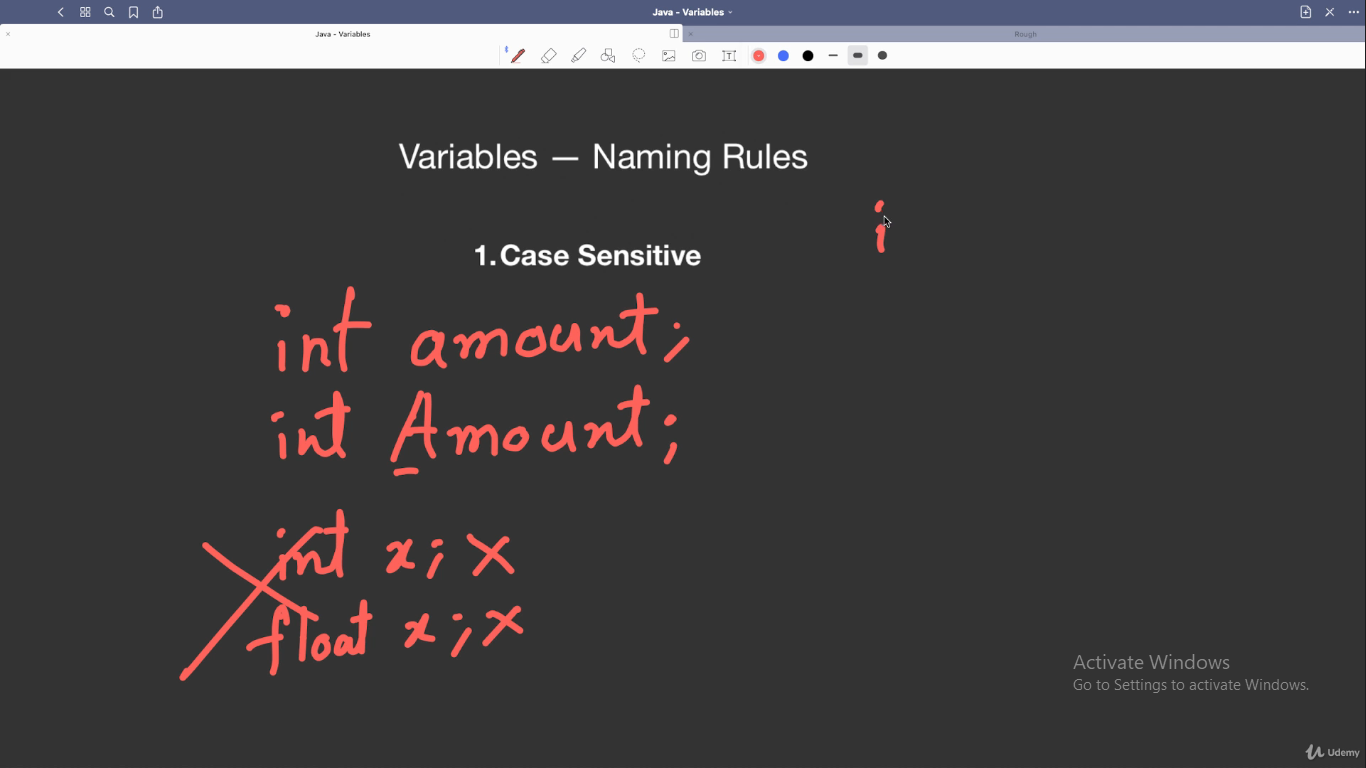 Java - Variables
Java - Variables
Rough
Variables — Naming Rules
i
1. Case Sensitive
int amount;
int Amount;
int x; X
float x; X
Activate Windows
Go to Settings to activate Windows.
Udemy